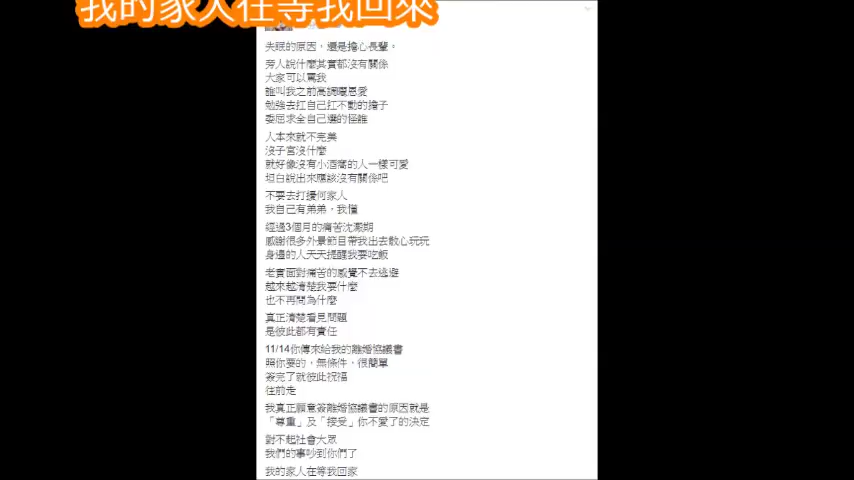 我的家人在等我回來
失眠的原因，還是擔心長輩。
旁人說什麼其實都沒有關係
大家可以罵我
誰叫我之前高調曬恩愛
勉強去扛自己扛不動的擔子
委屈求全自己選的怪誰
人本來就不完美
沒子宮沒什麼
就好像沒有小酒窩的人一樣可愛
坦白說出來應該沒有關係吧
不要去打擾何家人
我自己有弟弟，我懂
經過3個月的痛苦沈澱期
感謝很多外景節目帶我出去散心玩玩
身邊的人天天提醒我要吃飯
老實面對痛苦的感覺不去逃避
越來越清楚我要什麼
也不再問為什麼
真正清楚看見問題
是彼此都有責任
11/14你傳來給我的離婚協議書
照你要的，無條件，很簡單
簽完了就彼此祝福
往前走
我真正願意簽離婚協議書的原因就是
「尊重」及「接受」你不愛了的決定
對不起社會大眾
我們的事吵到你們了
我的家人在等我回家